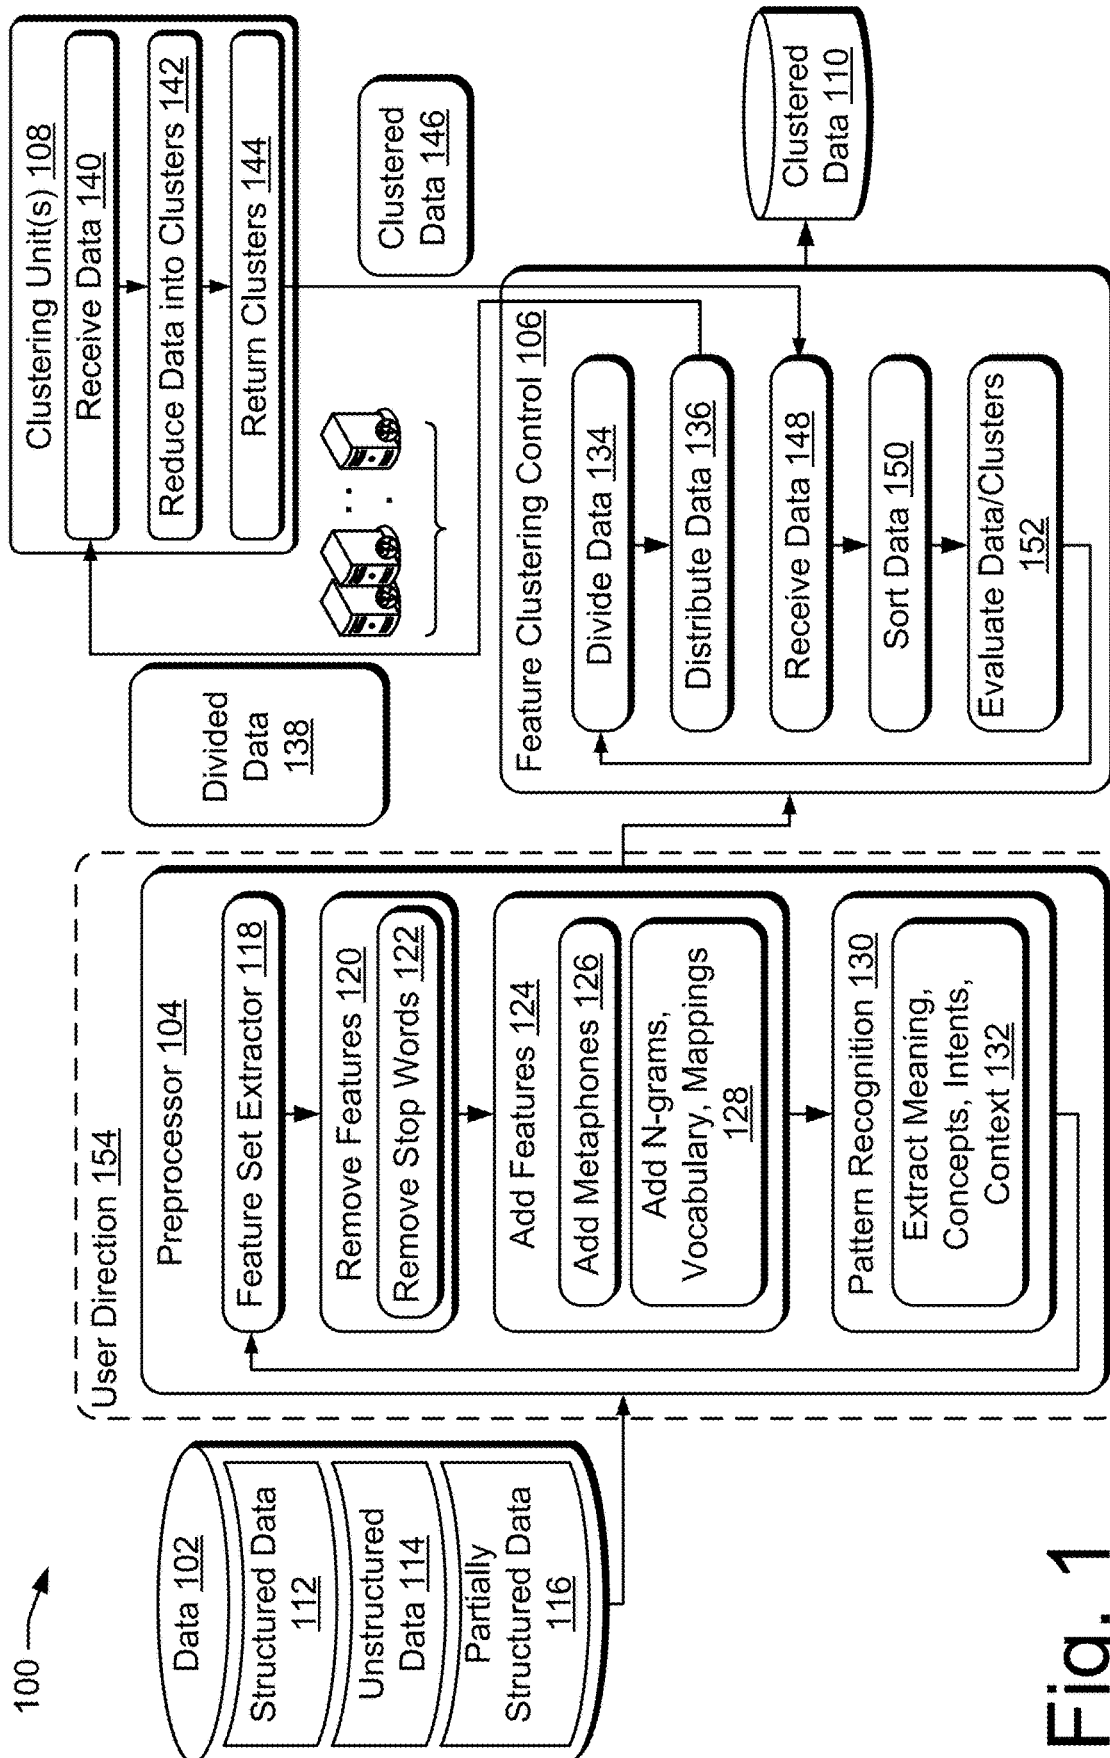 100
Data 102
Structured Data
112
Unstructured
Data 114
Partially
Structured Data
116
User Direction 154
Preprocessor 104
Feature Set Extractor 118
Remove Features 120
Remove Stop Words 122
Add Features 124
Add Metaphones 126
Add N-grams,
Vocabulary, Mappings
128
Pattern Recognition 130
Extract Meaning,
Concepts, Intents,
Context 132
Divided
Data
138
Clustering Unit(s) 108
Receive Data 140
Reduce Data into Clusters 142
Return Clusters 144
Clustered
Data 146
Feature Clustering Control 106
Divide Data 134
Distribute Data 136
Receive Data 148
Sort Data 150
Evaluate Data/Clusters
152
Clustered
Data 110
Fig. 1